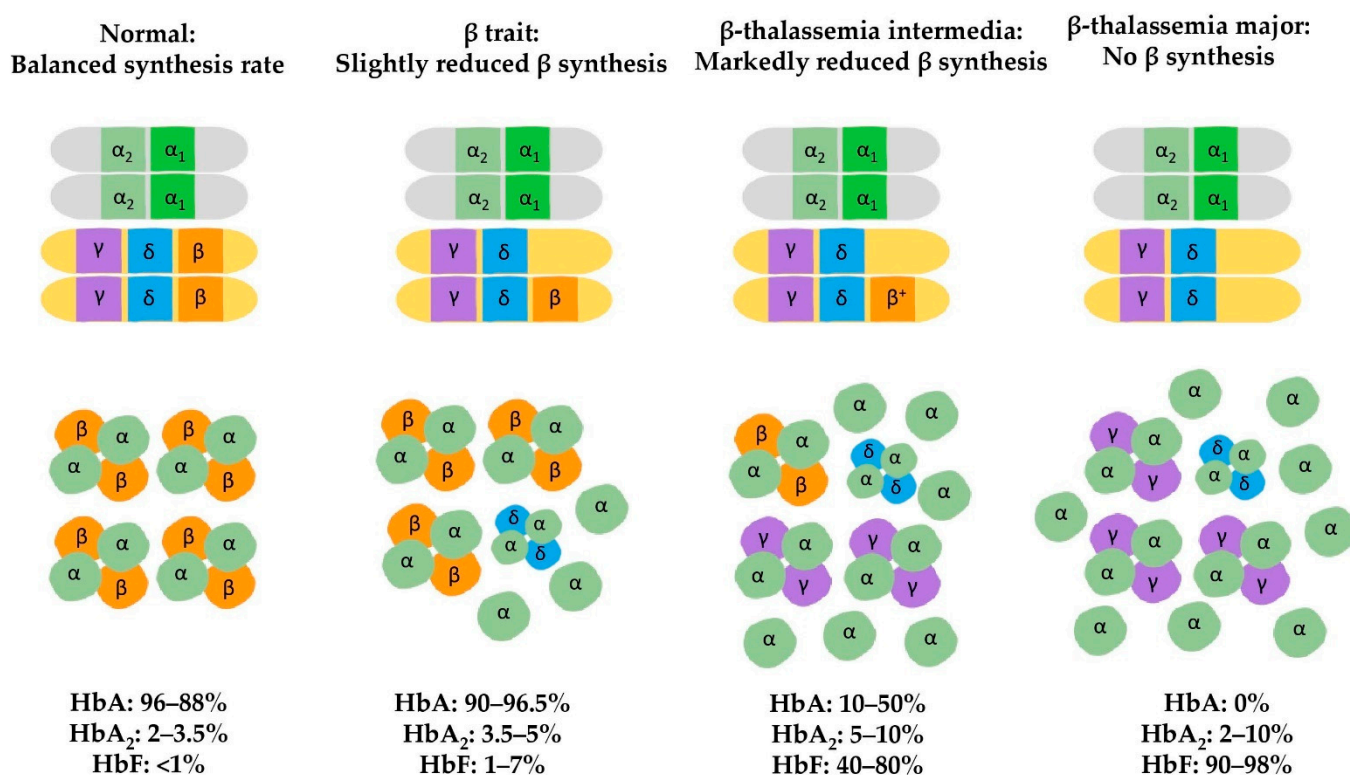 Normal:
Balanced synthesis rate
β trait:
Slightly reduced β synthesis
β-thalassemia intermedia:
Markedly reduced β synthesis
β-thalassemia major:
No β synthesis
α₂ α₁
α₂ α₁
γ δ β
γ δ β
α₂ α₁
α₂ α₁
γ δ
γ δ β
α₂ α₁
α₂ α₁
γ δ
γ δ β⁺
α₂ α₁
α₂ α₁
γ δ
γ δ
β α β α
α β α β
β α β α
α β α β
β α β α
α β α β
β α δ α α
α β α δ
α
α
α α
β α δ α
α β α δ α
γ α γ α
α γ α γ
α α α
α α
γ α δ α
α γ α δ α
α γ α γ α α
α γ α γ
α α α
HbA: 96–88%
HbA₂: 2–3.5%
HbF: <1%
HbA: 90–96.5%
HbA₂: 3.5–5%
HbF: 1–7%
HbA: 10–50%
HbA₂: 5–10%
HbF: 40–80%
HbA: 0%
HbA₂: 2–10%
HbF: 90–98%